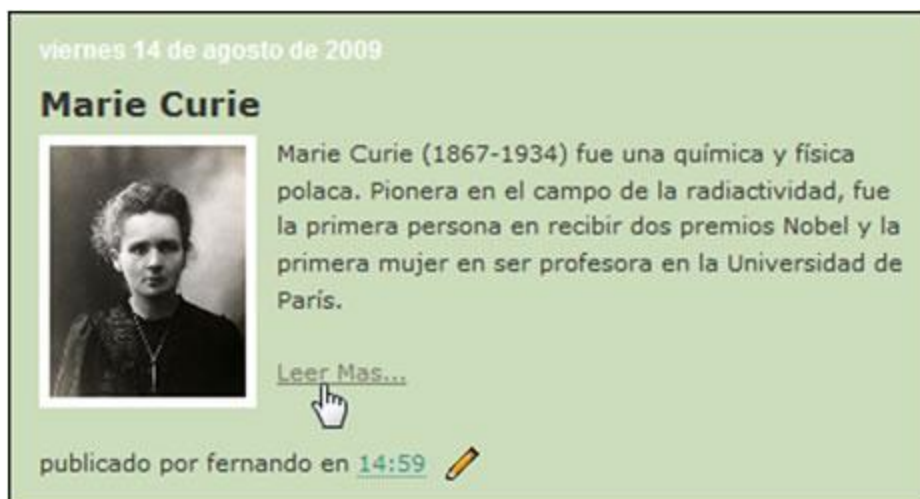 viernes 14 de agosto de 2009
Marie Curie
Marie Curie (1867-1934) fue una química y física
polaca. Pionera en el campo de la radiactividad, fue
la primera persona en recibir dos premios Nobel y la
primera mujer en ser profesora en la Universidad de
París.
Leer Mas...
publicado por fernando en 14:59